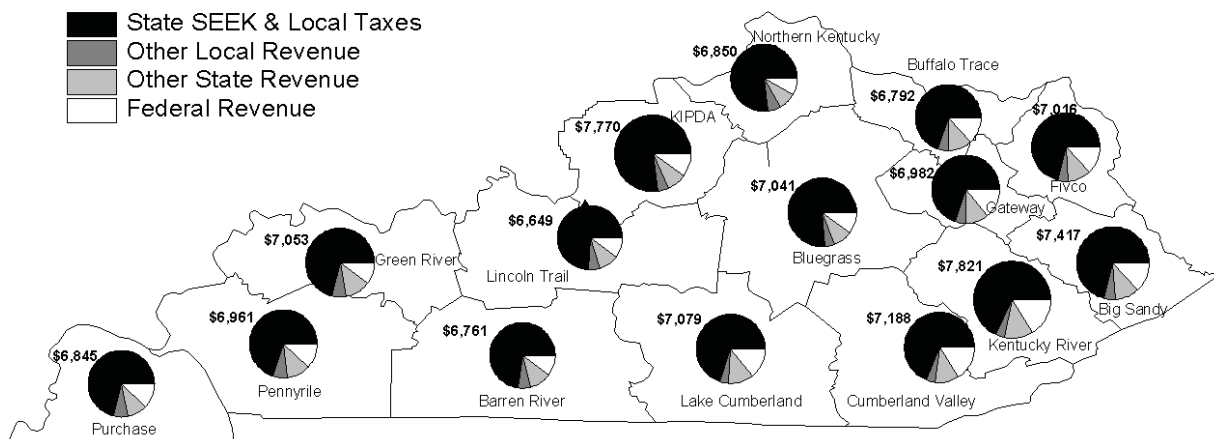 State SEEK & Local Taxes
Other Local Revenue
Other State Revenue
Federal Revenue
Northern Kentucky
$6,850
Buffalo Trace
$6,792
$7,016
Fivco
$7,770
KIPDA
$6,982
Gateway
$7,041
Bluegrass
$6,649
Lincoln Trail
$7,053
Green River
$7,417
Big Sandy
$7,821
Kentucky River
$6,961
Pennyrile
$6,761
Barren River
$7,079
Lake Cumberland
$7,188
Cumberland Valley
$6,845
Purchase